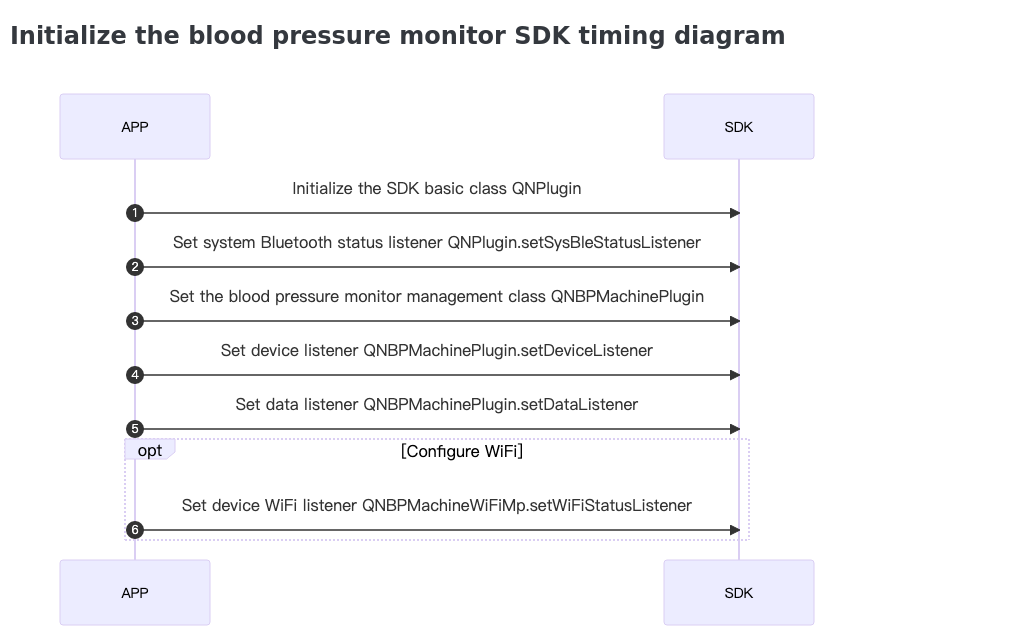 Initialize the blood pressure monitor SDK timing diagram
APP
SDK
Initialize the SDK basic class QNPlugin
1
Set system Bluetooth status listener QNPlugin.setSysBleStatusListener
2
Set the blood pressure monitor management class QNBPMachinePlugin
3
Set device listener QNBPMachinePlugin.setDeviceListener
4
Set data listener QNBPMachinePlugin.setDataListener
5
opt
[Configure WiFi]
Set device WiFi listener QNBPMachineWiFiMp.setWiFiStatusListener
6
APP
SDK